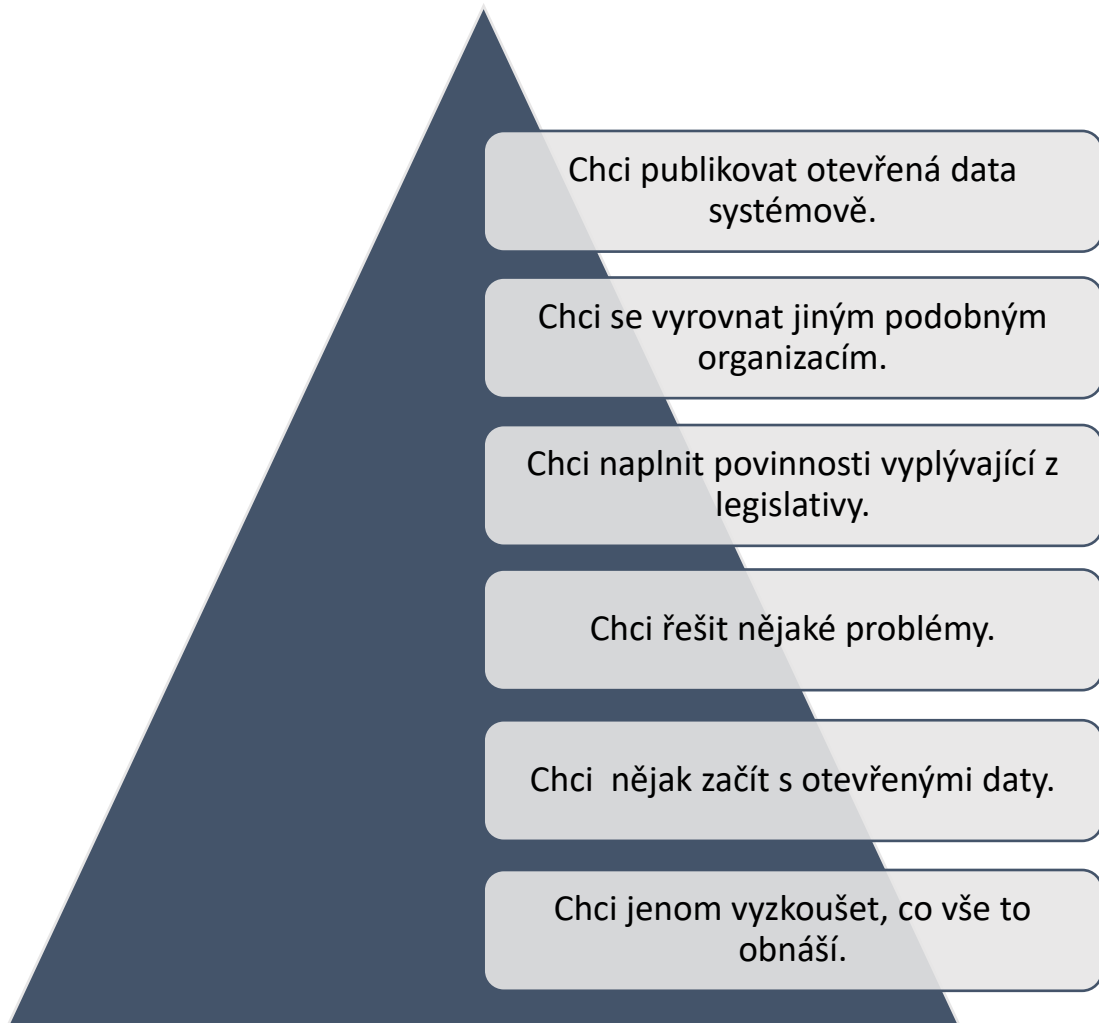 Chci publikovat otevřená data
systémově.
Chci se vyrovnat jiným podobným
organizacím.
Chci naplnit povinnosti vyplývající z
legislativy.
Chci řešit nějaké problémy.
Chci  nějak začít s otevřenými daty.
Chci jenom vyzkoušet, co vše to
obnáší.